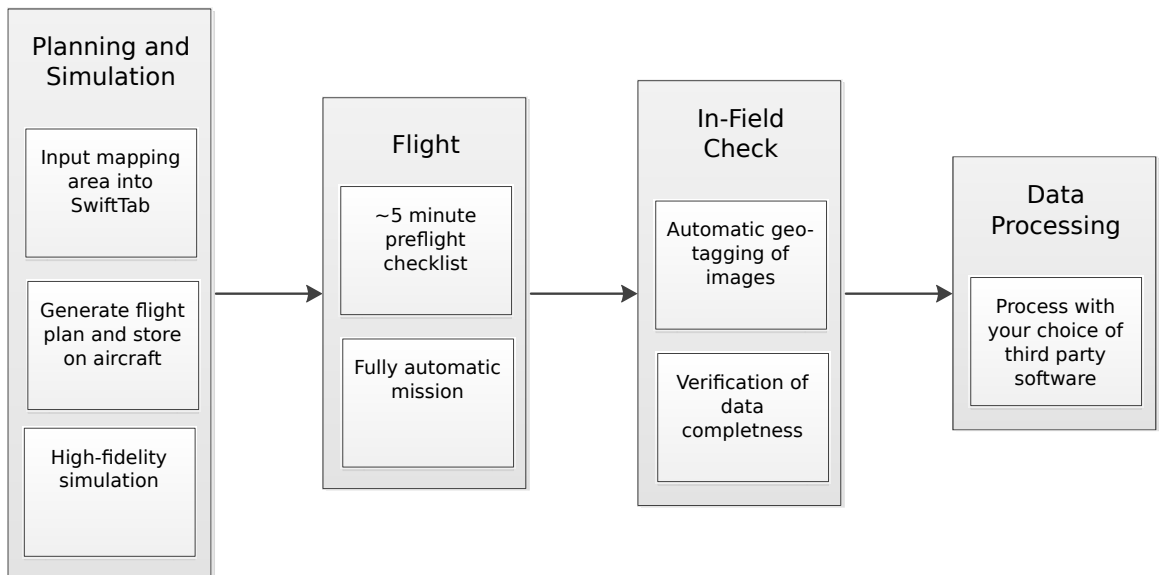 Planning and
Simulation
Input mapping
area into
SwiftTab
Generate flight
plan and store
on aircraft
High-fidelity
simulation
Flight
~5 minute
preflight
checklist
Fully automatic
mission
In-Field
Check
Automatic geo-
tagging of
images
Verification of
data
completness
Data
Processing
Process with
your choice of
third party
software